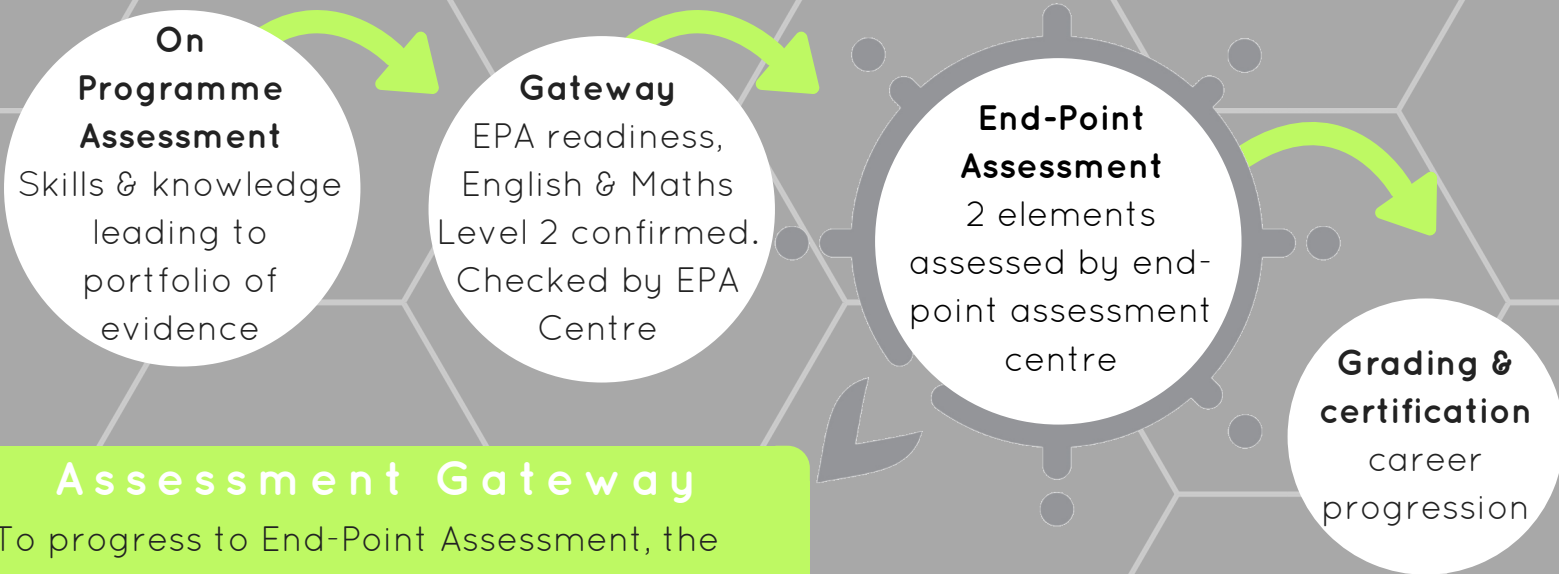 On
Programme
Assessment
Skills & knowledge
leading to
portfolio of
evidence
Gateway
EPA readiness,
English & Maths
Level 2 confirmed.
Checked by EPA
Centre
End-Point
Assessment
2 elements
assessed by end-
point assessment
centre
Grading &
certification
career
progression
Assessment Gateway
To progress to End-Point Assessment, the